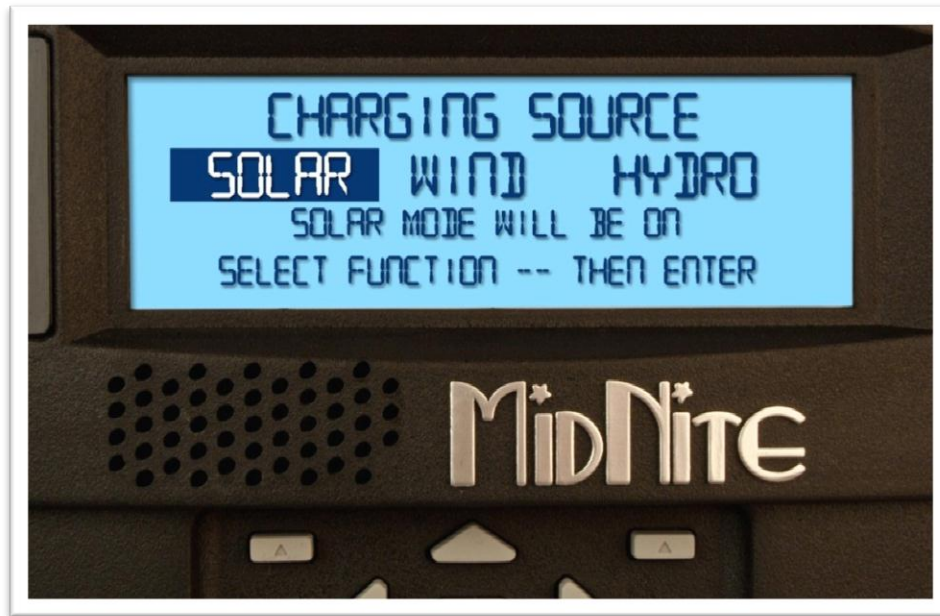 CHARGING SOURCE
SOLAR WIND HYDRO
SOLAR MODE WILL BE ON
SELECT FUNCTION -- THEN ENTER
MidNite